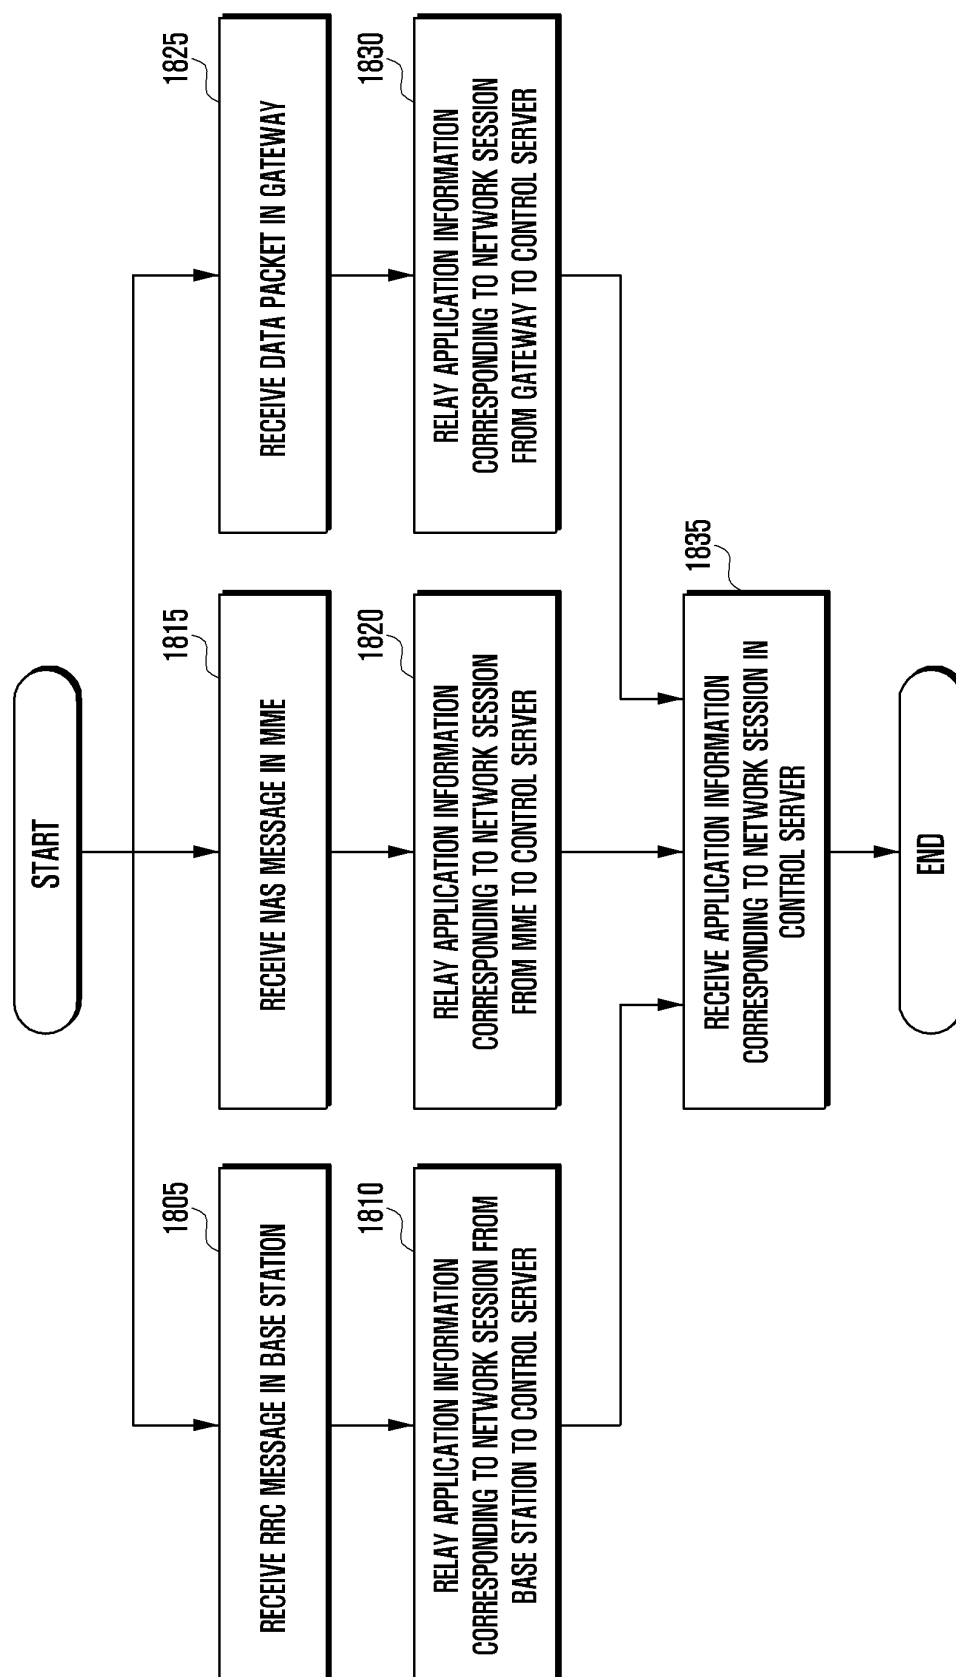 START
1805
RECEIVE RRC MESSAGE IN BASE STATION
1815
RECEIVE NAS MESSAGE IN MME
1825
RECEIVE DATA PACKET IN GATEWAY
1810
RELAY APPLICATION INFORMATION
CORRESPONDING TO NETWORK SESSION FROM
BASE STATION TO CONTROL SERVER
1820
RELAY APPLICATION INFORMATION
CORRESPONDING TO NETWORK SESSION
FROM MME TO CONTROL SERVER
1830
RELAY APPLICATION INFORMATION
CORRESPONDING TO NETWORK SESSION
FROM GATEWAY TO CONTROL SERVER
1835
RECEIVE APPLICATION INFORMATION
CORRESPONDING TO NETWORK SESSION IN
CONTROL SERVER
END